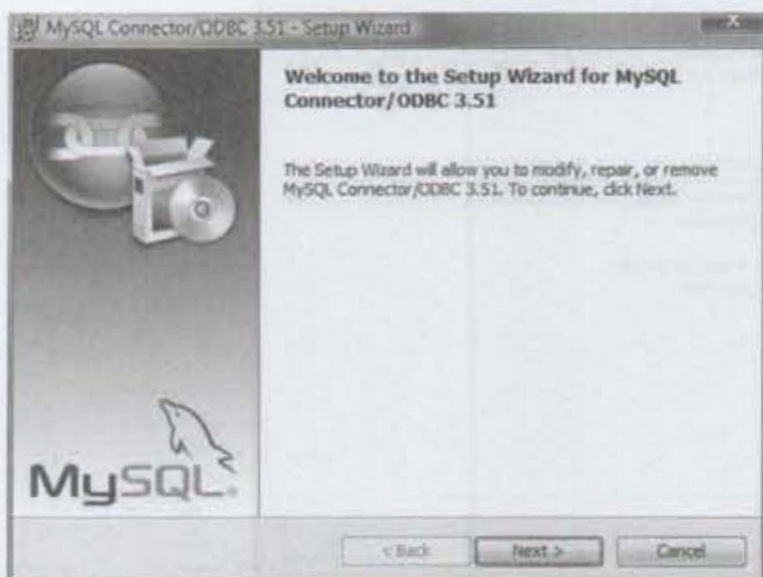 MySQL Connector/ODBC 3.51 - Setup Wizard
Welcome to the Setup Wizard for MySQL
Connector/ODBC 3.51
The Setup Wizard will allow you to modify, repair, or remove
MySQL Connector/ODBC 3.51. To continue, click Next.
MySQL.
< Back
Next >
Cancel